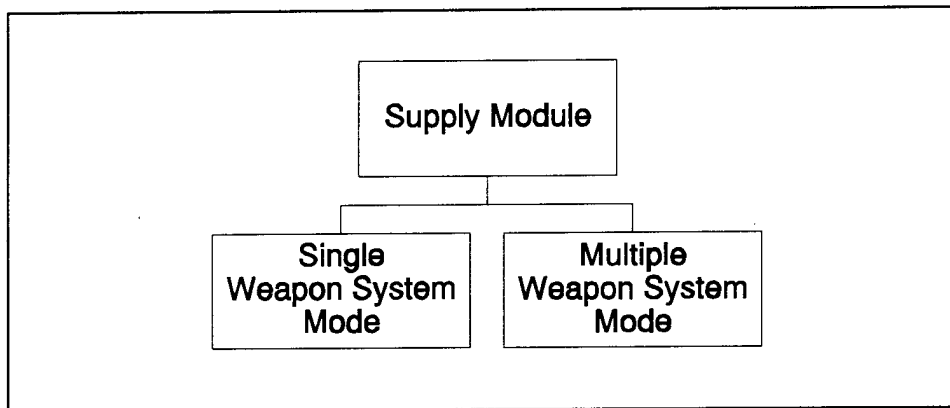 Supply Module
Single
Weapon System
Mode
Multiple
Weapon System
Mode